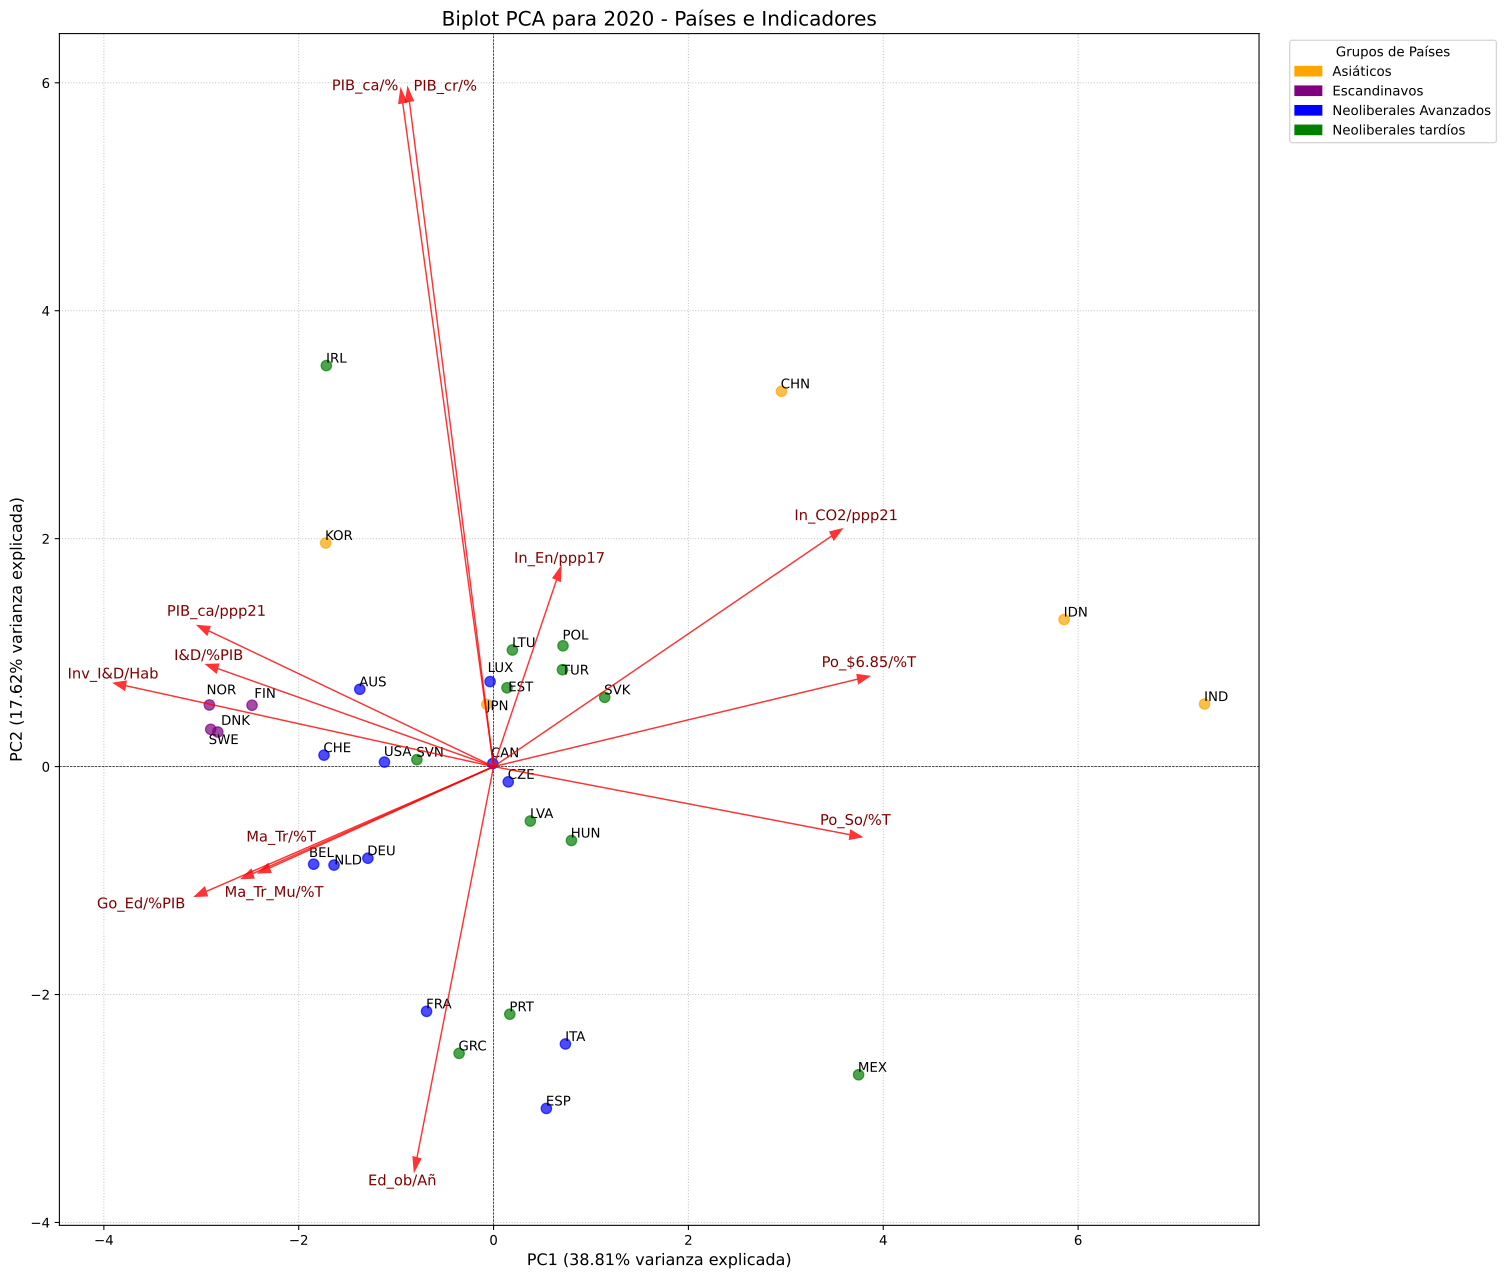 Biplot PCA para 2020 - Países e Indicadores
Grupos de Países
Asiáticos
Escandinavos
Neoliberales Avanzados
Neoliberales tardíos
PIB_ca/%
PIB_cr/%
IRL
CHN
In_CO2/ppp21
KOR
In_En/ppp17
PIB_ca/ppp21
IDN
LTU
POL
I&D/%PIB
Po_$6.85/%T
Inv_I&D/Hab
LUX
TUR
AUS
NOR
FIN
EST
SVK
IND
JPN
DNK
SWE
CHE
USA
SVN
CAN
CZE
LVA
Po_So/%T
HUN
Ma_Tr/%T
BEL
NLD
DEU
Ma_Tr_Mu/%T
Go_Ed/%PIB
FRA
PRT
ITA
GRC
MEX
ESP
Ed_ob/Añ
6
4
2
0
−2
−4
−4
−2
0
2
4
6
PC1 (38.81% varianza explicada)
PC2 (17.62% varianza explicada)